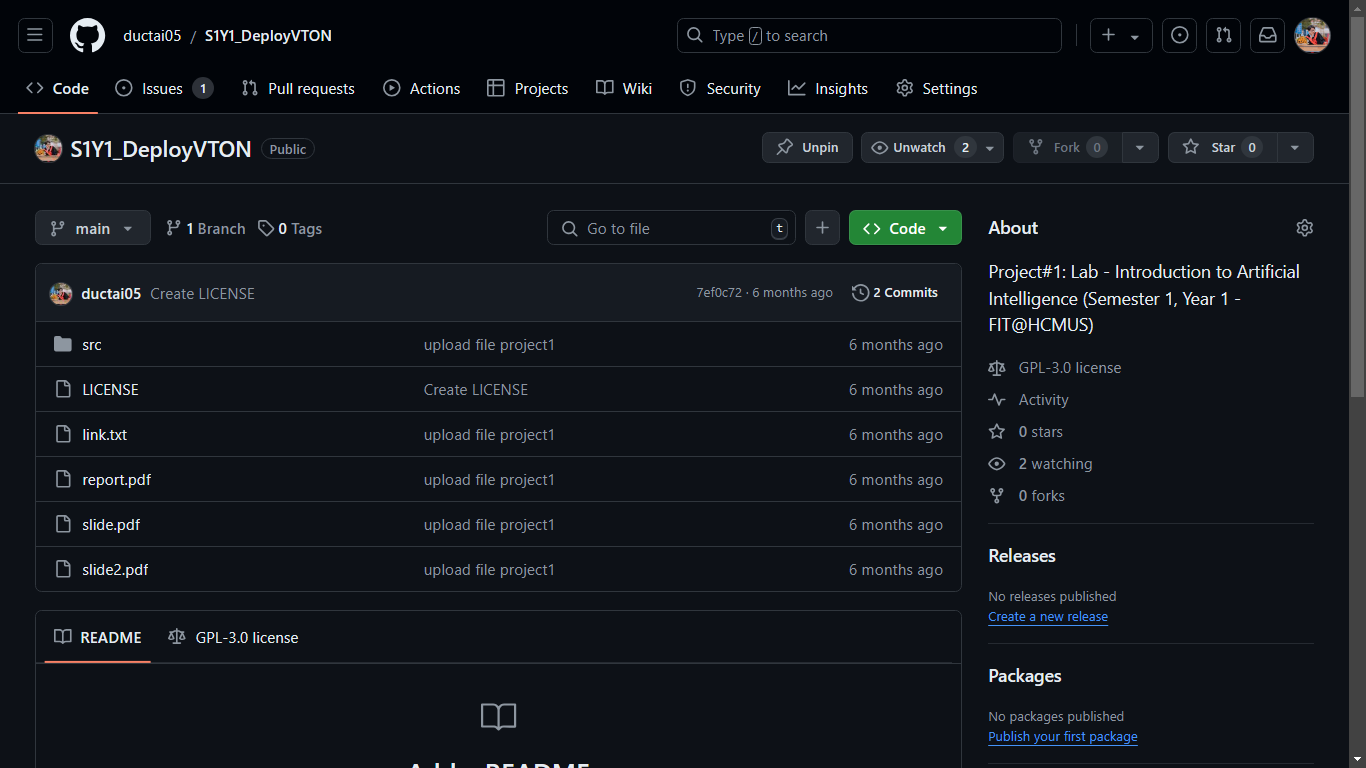 ductai05 / S1Y1_DeployVTON
Type / to search
Code
Issues 1
Pull requests
Actions
Projects
Wiki
Security
Insights
Settings
S1Y1_DeployVTON Public
Unpin
Unwatch 2
Fork 0
Star 0
main
1 Branch
0 Tags
Go to file t
Code
ductai05 Create LICENSE 7ef0c72 · 6 months ago 2 Commits
src upload file project1 6 months ago
LICENSE Create LICENSE 6 months ago
link.txt upload file project1 6 months ago
report.pdf upload file project1 6 months ago
slide.pdf upload file project1 6 months ago
slide2.pdf upload file project1 6 months ago
README
GPL-3.0 license
About
Project#1: Lab - Introduction to Artificial
Intelligence (Semester 1, Year 1 -
FIT@HCMUS)
GPL-3.0 license
Activity
0 stars
2 watching
0 forks
Releases
No releases published
Create a new release
Packages
No packages published
Publish your first package